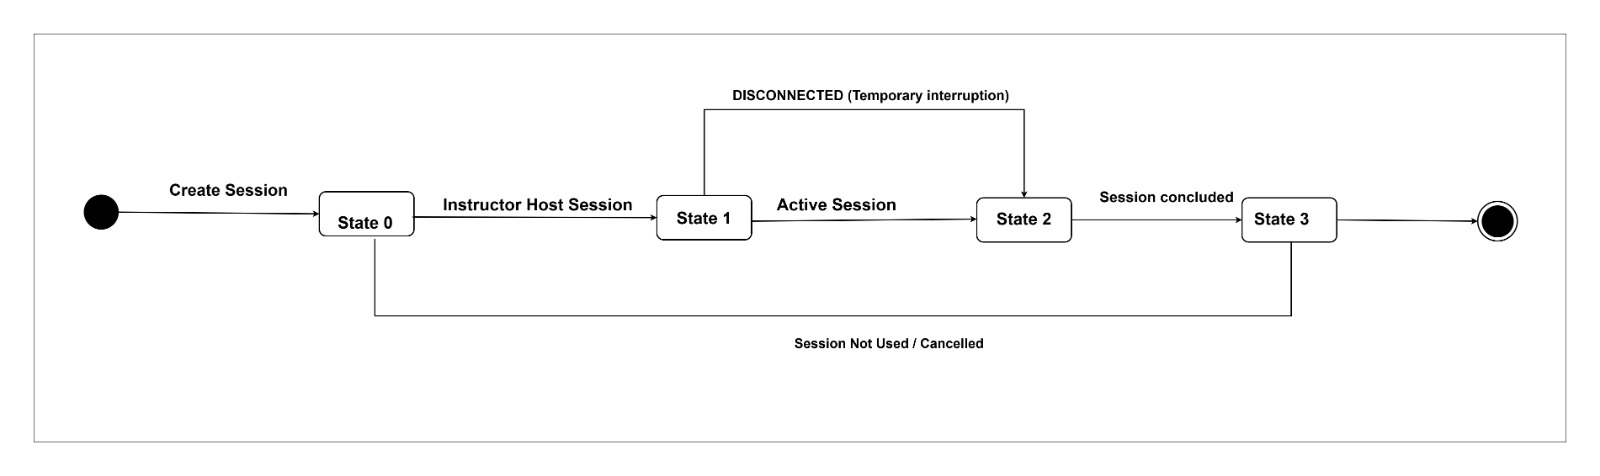 DISCONNECTED (Temporary interruption)
Create Session
State 0
Instructor Host Session
State 1
Active Session
State 2
Session concluded
State 3
Session Not Used / Cancelled